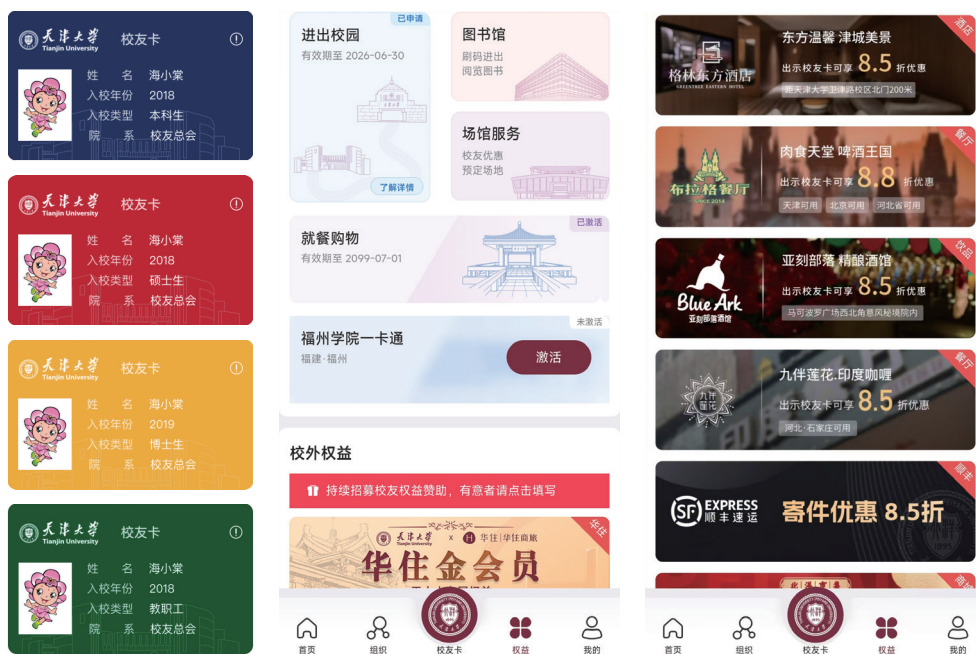 天津大学
Tianjin University
校友卡
姓 名 海小棠
入校年份 2018
入校类型 本科生
院 系 校友总会
天津大学
Tianjin University
校友卡
姓 名 海小棠
入校年份 2018
入校类型 硕士生
院 系 校友总会
天津大学
Tianjin University
校友卡
姓 名 海小棠
入校年份 2019
入校类型 博士生
院 系 校友总会
天津大学
Tianjin University
校友卡
姓 名 海小棠
入校年份 2018
入校类型 教职工
院 系 校友总会
已申请
进出校园
有效期至 2026-06-30
了解详情
图书馆
刷码进出
阅览图书
场馆服务
校友优惠
预定场地
已激活
就餐购物
有效期至 2099-07-01
未激活
福州学院一卡通
福建·福州
激活
校外权益
持续招募校友权益赞助，有意者请点击填写
华住
天津大学
Tianjin University
x
H 华住|华住商旅
华住金会员
首页
组织
校友卡
权益
我的
酒店
格林东方酒店
GREENTREE EASTERN HOTEL
东方温馨 津城美景
出示校友卡可享 8.5 折优惠
距天津大学卫津路校区北门200米
餐厅
布拉格餐厅
SINCE 2014
肉食天堂 啤酒王国
出示校友卡可享 8.8 折优惠
天津可用 北京可用 河北省可用
饮品
Blue Ark
亚刻部落酒馆
亚刻部落 精酿酒馆
出示校友卡可享 8.5 折优惠
马可波罗广场西北角意风秘境院内
餐厅
九伴
莲花
九伴莲花.印度咖喱
出示校友卡可享 8.5 折优惠
河北·石家庄可用
顺丰
SF EXPRESS
顺丰速运
寄件优惠 8.5折
1895
商城
首页
组织
校友卡
权益
我的